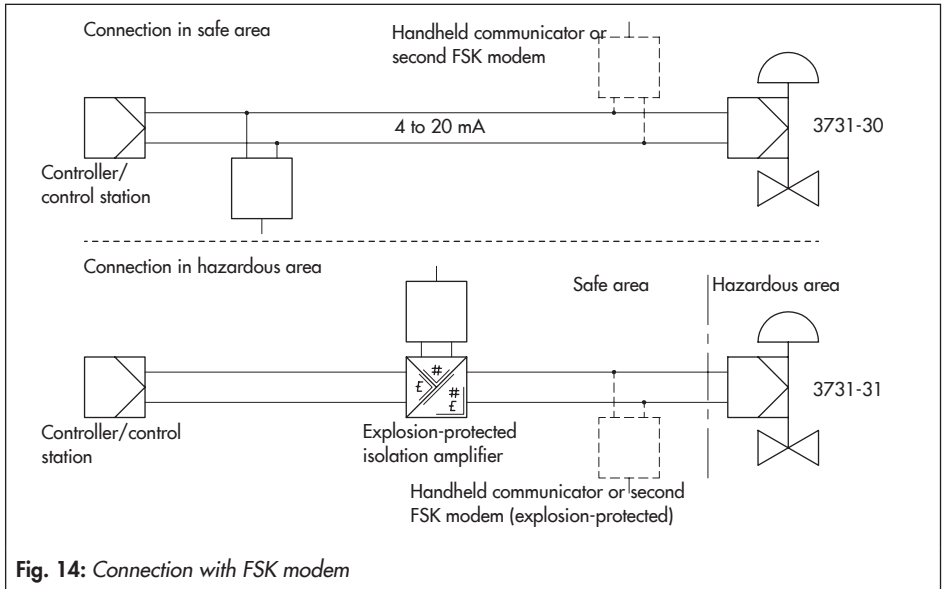 Connection in safe area
Handheld communicator or
second FSK modem
4 to 20 mA
3731-30
Controller/
control station
Connection in hazardous area
Safe area
Hazardous area
3731-31
Controller/control
station
Explosion-protected
isolation amplifier
Handheld communicator or second
FSK modem (explosion-protected)
Fig. 14: Connection with FSK modem